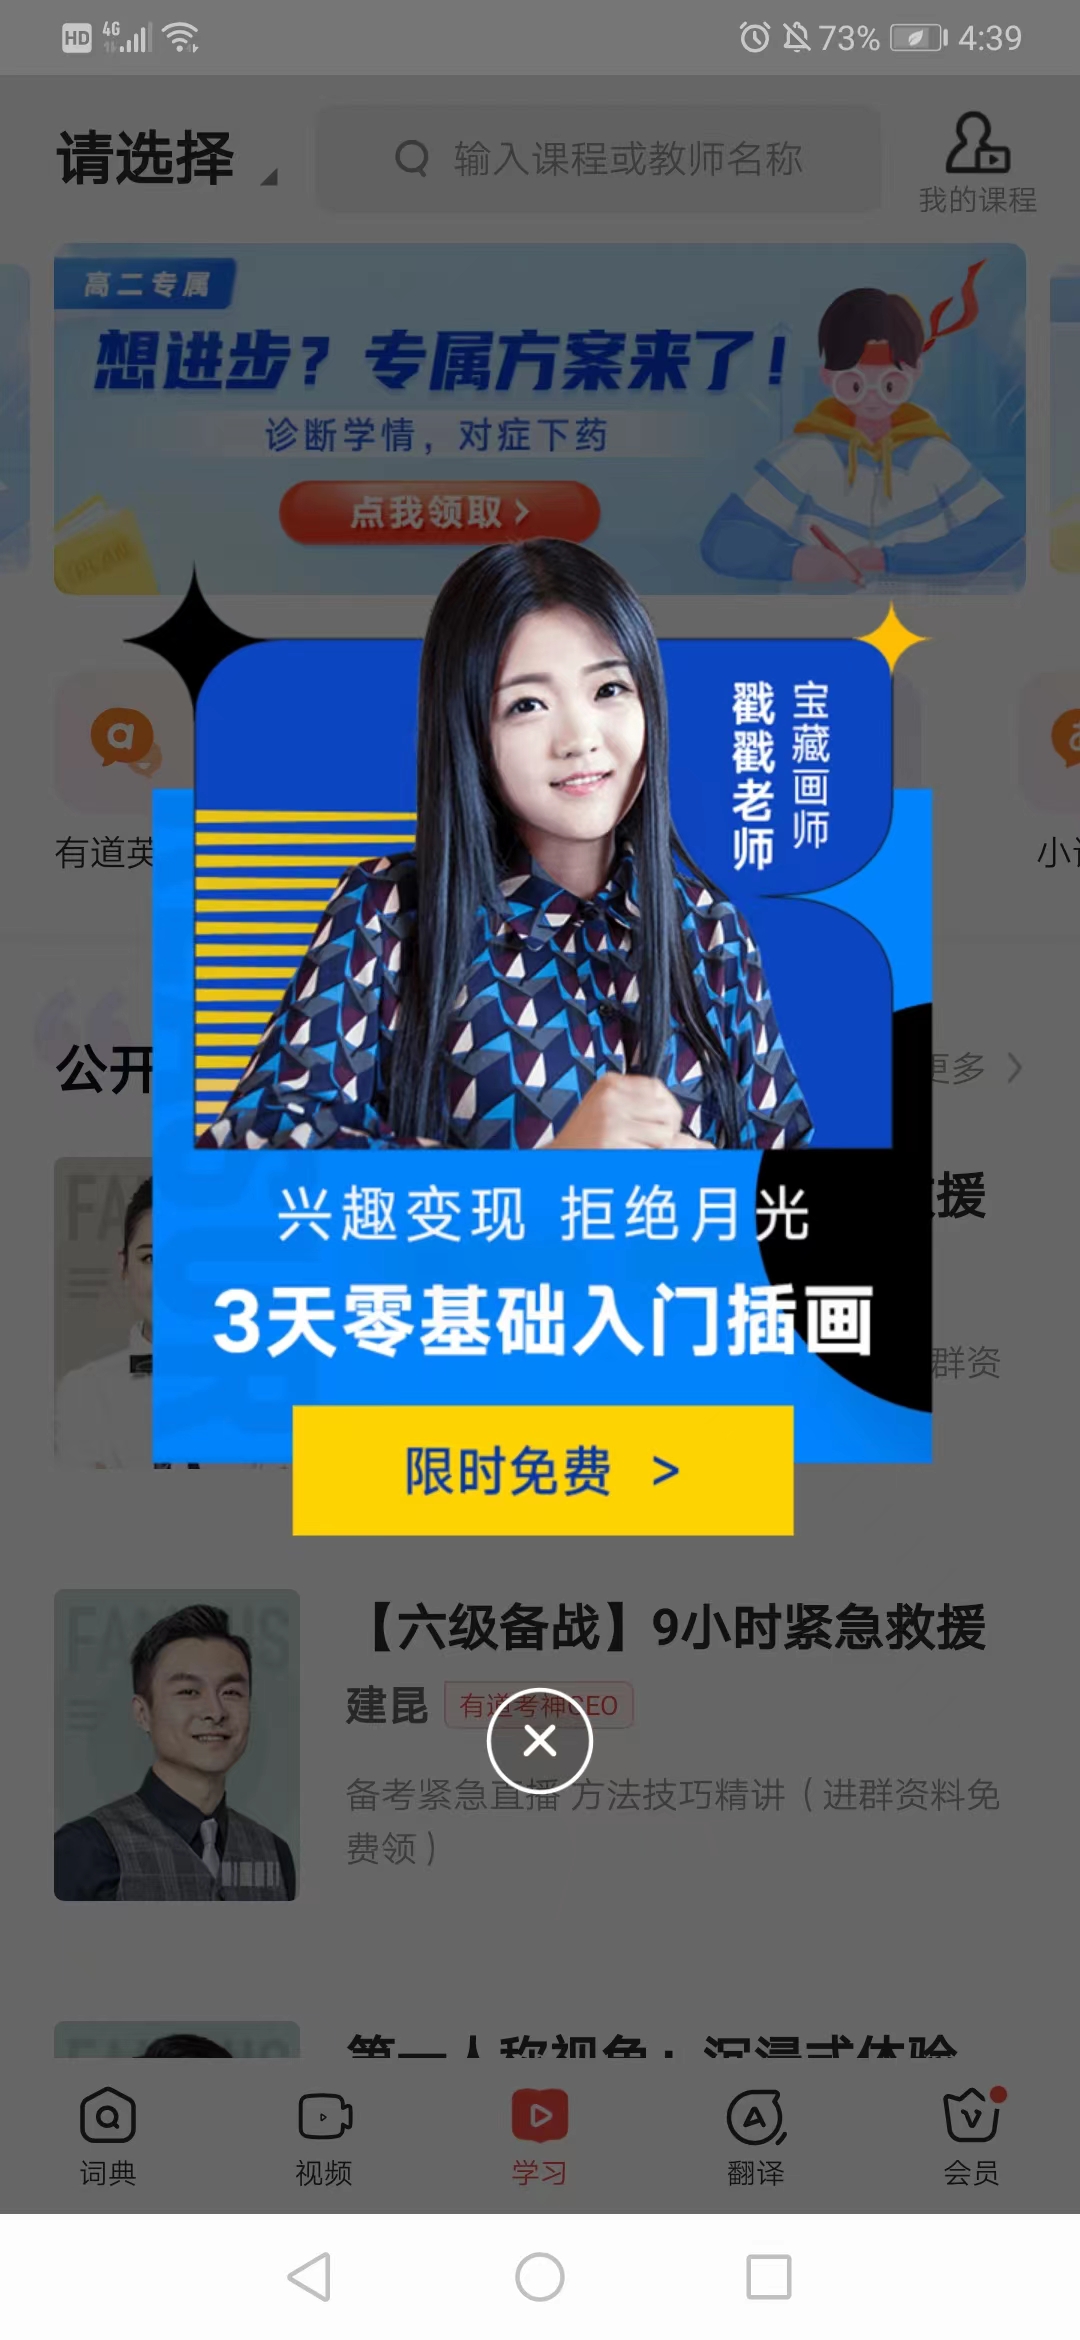 HD 4G 73% 4:39
请选择
输入课程或教师名称
我的课程
高二专属
想进步？专属方案来了！
诊断学情，对症下药
点我领取 >
PLAN
宝藏画师
戳戳老师
有道英
公开
更多 >
援
群资
兴趣变现 拒绝月光
3天零基础入门插画
限时免费 >
【六级备战】9小时紧急救援
建昆 有道考神CEO
备考紧急直播 方法技巧精讲（进群资料免
费领）
第一人称视角：沉浸式体验
词典
视频
学习
翻译
会员